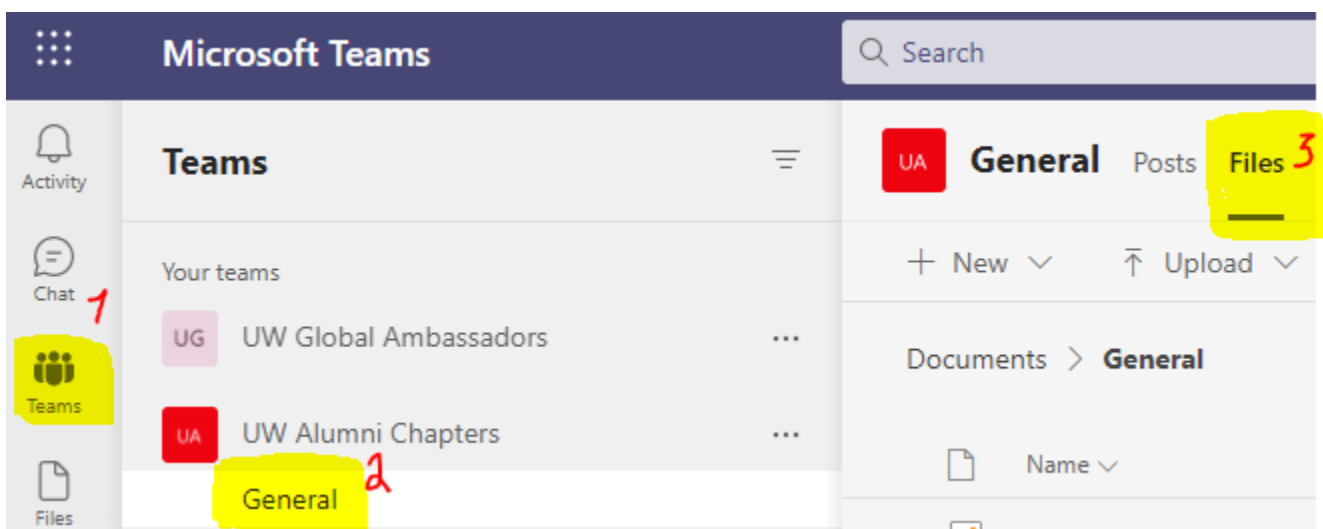 Microsoft Teams
Search
Activity
Chat
1
Teams
Files
Teams
Your teams
UG UW Global Ambassadors ...
UA UW Alumni Chapters ...
General 2
UA General Posts Files 3
+ New Upload
Documents > General
Name